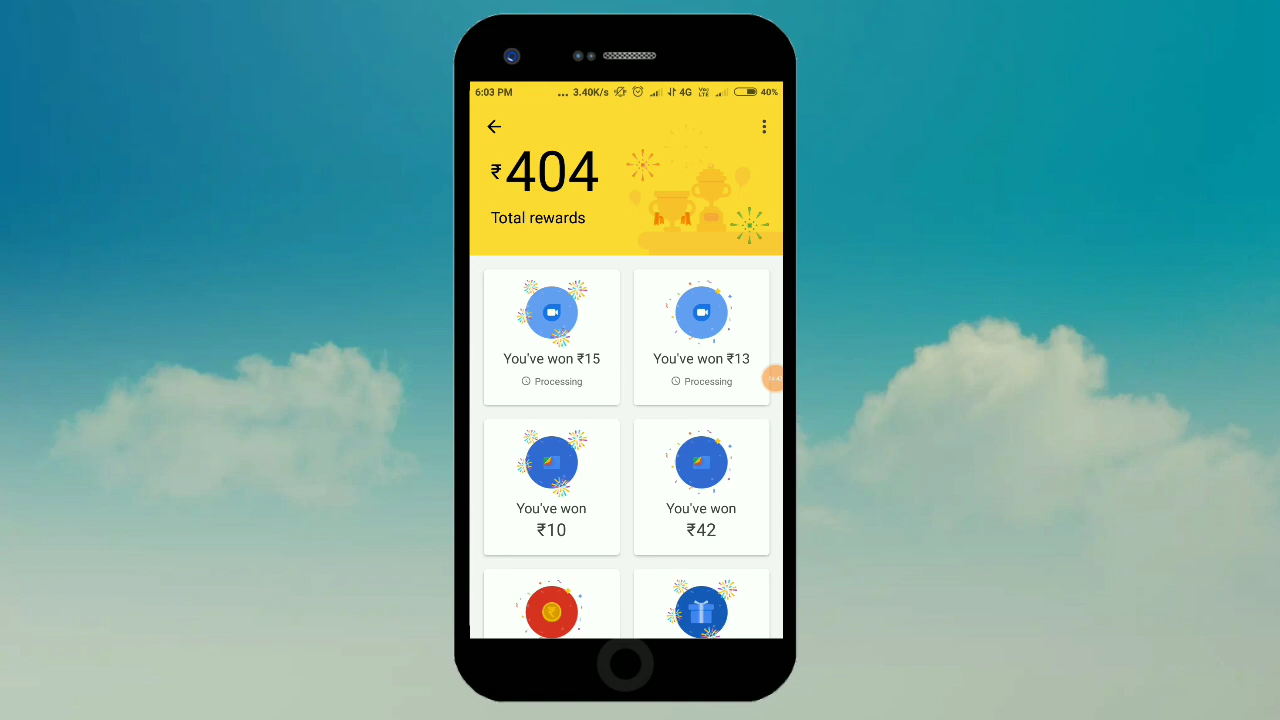 6:03 PM ... 3.40K/s 4G VoLTE 40%
₹404
Total rewards
You've won ₹15 You've won ₹13
Processing Processing
You've won You've won
₹10 ₹42